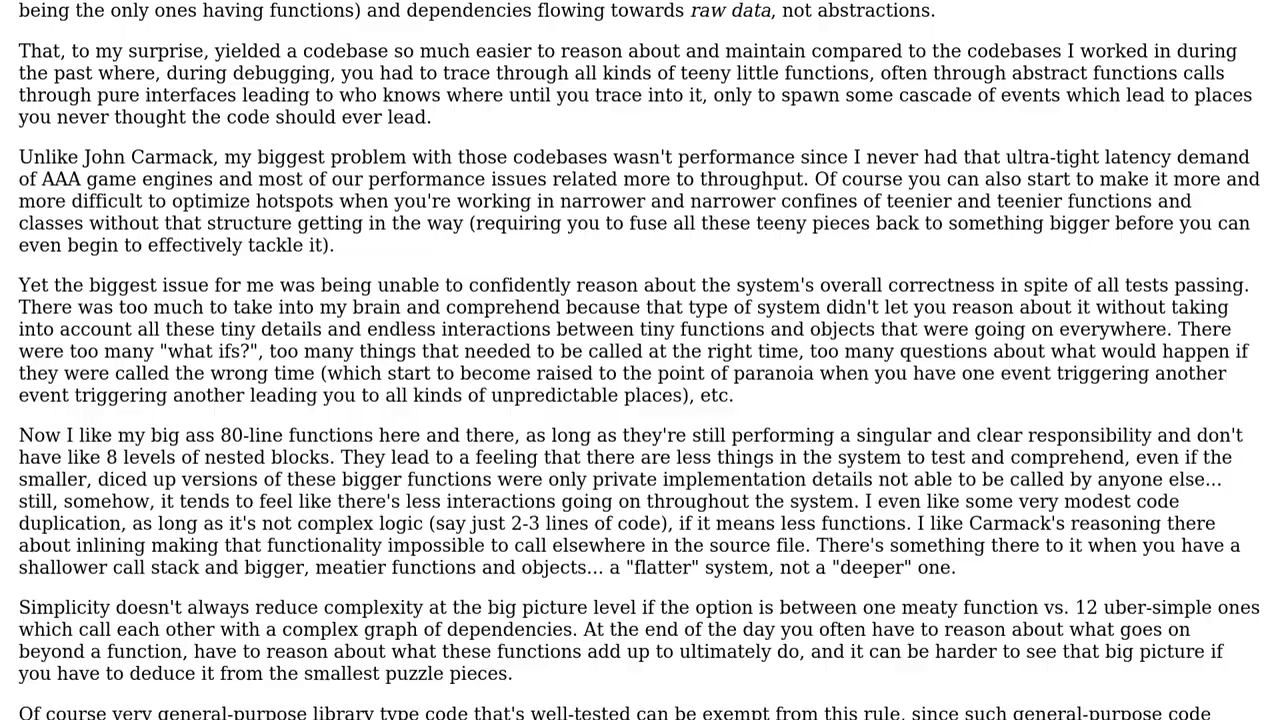 being the only ones having functions) and dependencies flowing towards raw data, not abstractions.
That, to my surprise, yielded a codebase so much easier to reason about and maintain compared to the codebases I worked in during
the past where, during debugging, you had to trace through all kinds of teeny little functions, often through abstract functions calls
through pure interfaces leading to who knows where until you trace into it, only to spawn some cascade of events which lead to places
you never thought the code should ever lead.
Unlike John Carmack, my biggest problem with those codebases wasn't performance since I never had that ultra-tight latency demand
of AAA game engines and most of our performance issues related more to throughput. Of course you can also start to make it more and
more difficult to optimize hotspots when you're working in narrower and narrower confines of teenier and teenier functions and
classes without that structure getting in the way (requiring you to fuse all these teeny pieces back to something bigger before you can
even begin to effectively tackle it).
Yet the biggest issue for me was being unable to confidently reason about the system's overall correctness in spite of all tests passing.
There was too much to take into my brain and comprehend because that type of system didn't let you reason about it without taking
into account all these tiny details and endless interactions between tiny functions and objects that were going on everywhere. There
were too many "what ifs?", too many things that needed to be called at the right time, too many questions about what would happen if
they were called the wrong time (which start to become raised to the point of paranoia when you have one event triggering another
event triggering another leading you to all kinds of unpredictable places), etc.
Now I like my big ass 80-line functions here and there, as long as they're still performing a singular and clear responsibility and don't
have like 8 levels of nested blocks. They lead to a feeling that there are less things in the system to test and comprehend, even if the
smaller, diced up versions of these bigger functions were only private implementation details not able to be called by anyone else...
still, somehow, it tends to feel like there's less interactions going on throughout the system. I even like some very modest code
duplication, as long as it's not complex logic (say just 2-3 lines of code), if it means less functions. I like Carmack's reasoning there
about inlining making that functionality impossible to call elsewhere in the source file. There's something there to it when you have a
shallower call stack and bigger, meatier functions and objects... a "flatter" system, not a "deeper" one.
Simplicity doesn't always reduce complexity at the big picture level if the option is between one meaty function vs. 12 uber-simple ones
which call each other with a complex graph of dependencies. At the end of the day you often have to reason about what goes on
beyond a function, have to reason about what these functions add up to ultimately do, and it can be harder to see that big picture if
you have to deduce it from the smallest puzzle pieces.
Of course very general-purpose library type code that's well-tested can be exempt from this rule, since such general-purpose code